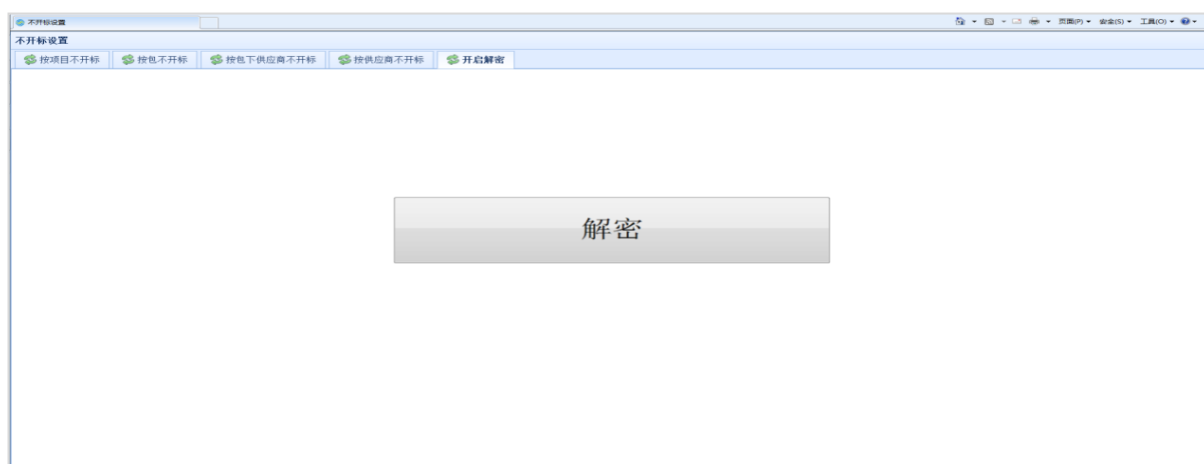 不开标设置
页面(P) 安全(S) 工具(O)
不开标设置
按项目不开标 按包不开标 按包下供应商不开标 按供应商不开标 开启解密
解密